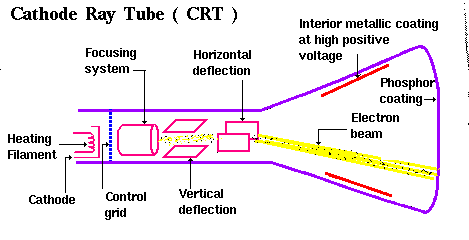 Cathode Ray Tube ( CRT )
Interior metallic coating
at high positive
voltage
Focusing
system
Horizontal
deflection
Phosphor
coating
Electron
beam
Heating
Filament
Cathode
Control
grid
Vertical
deflection